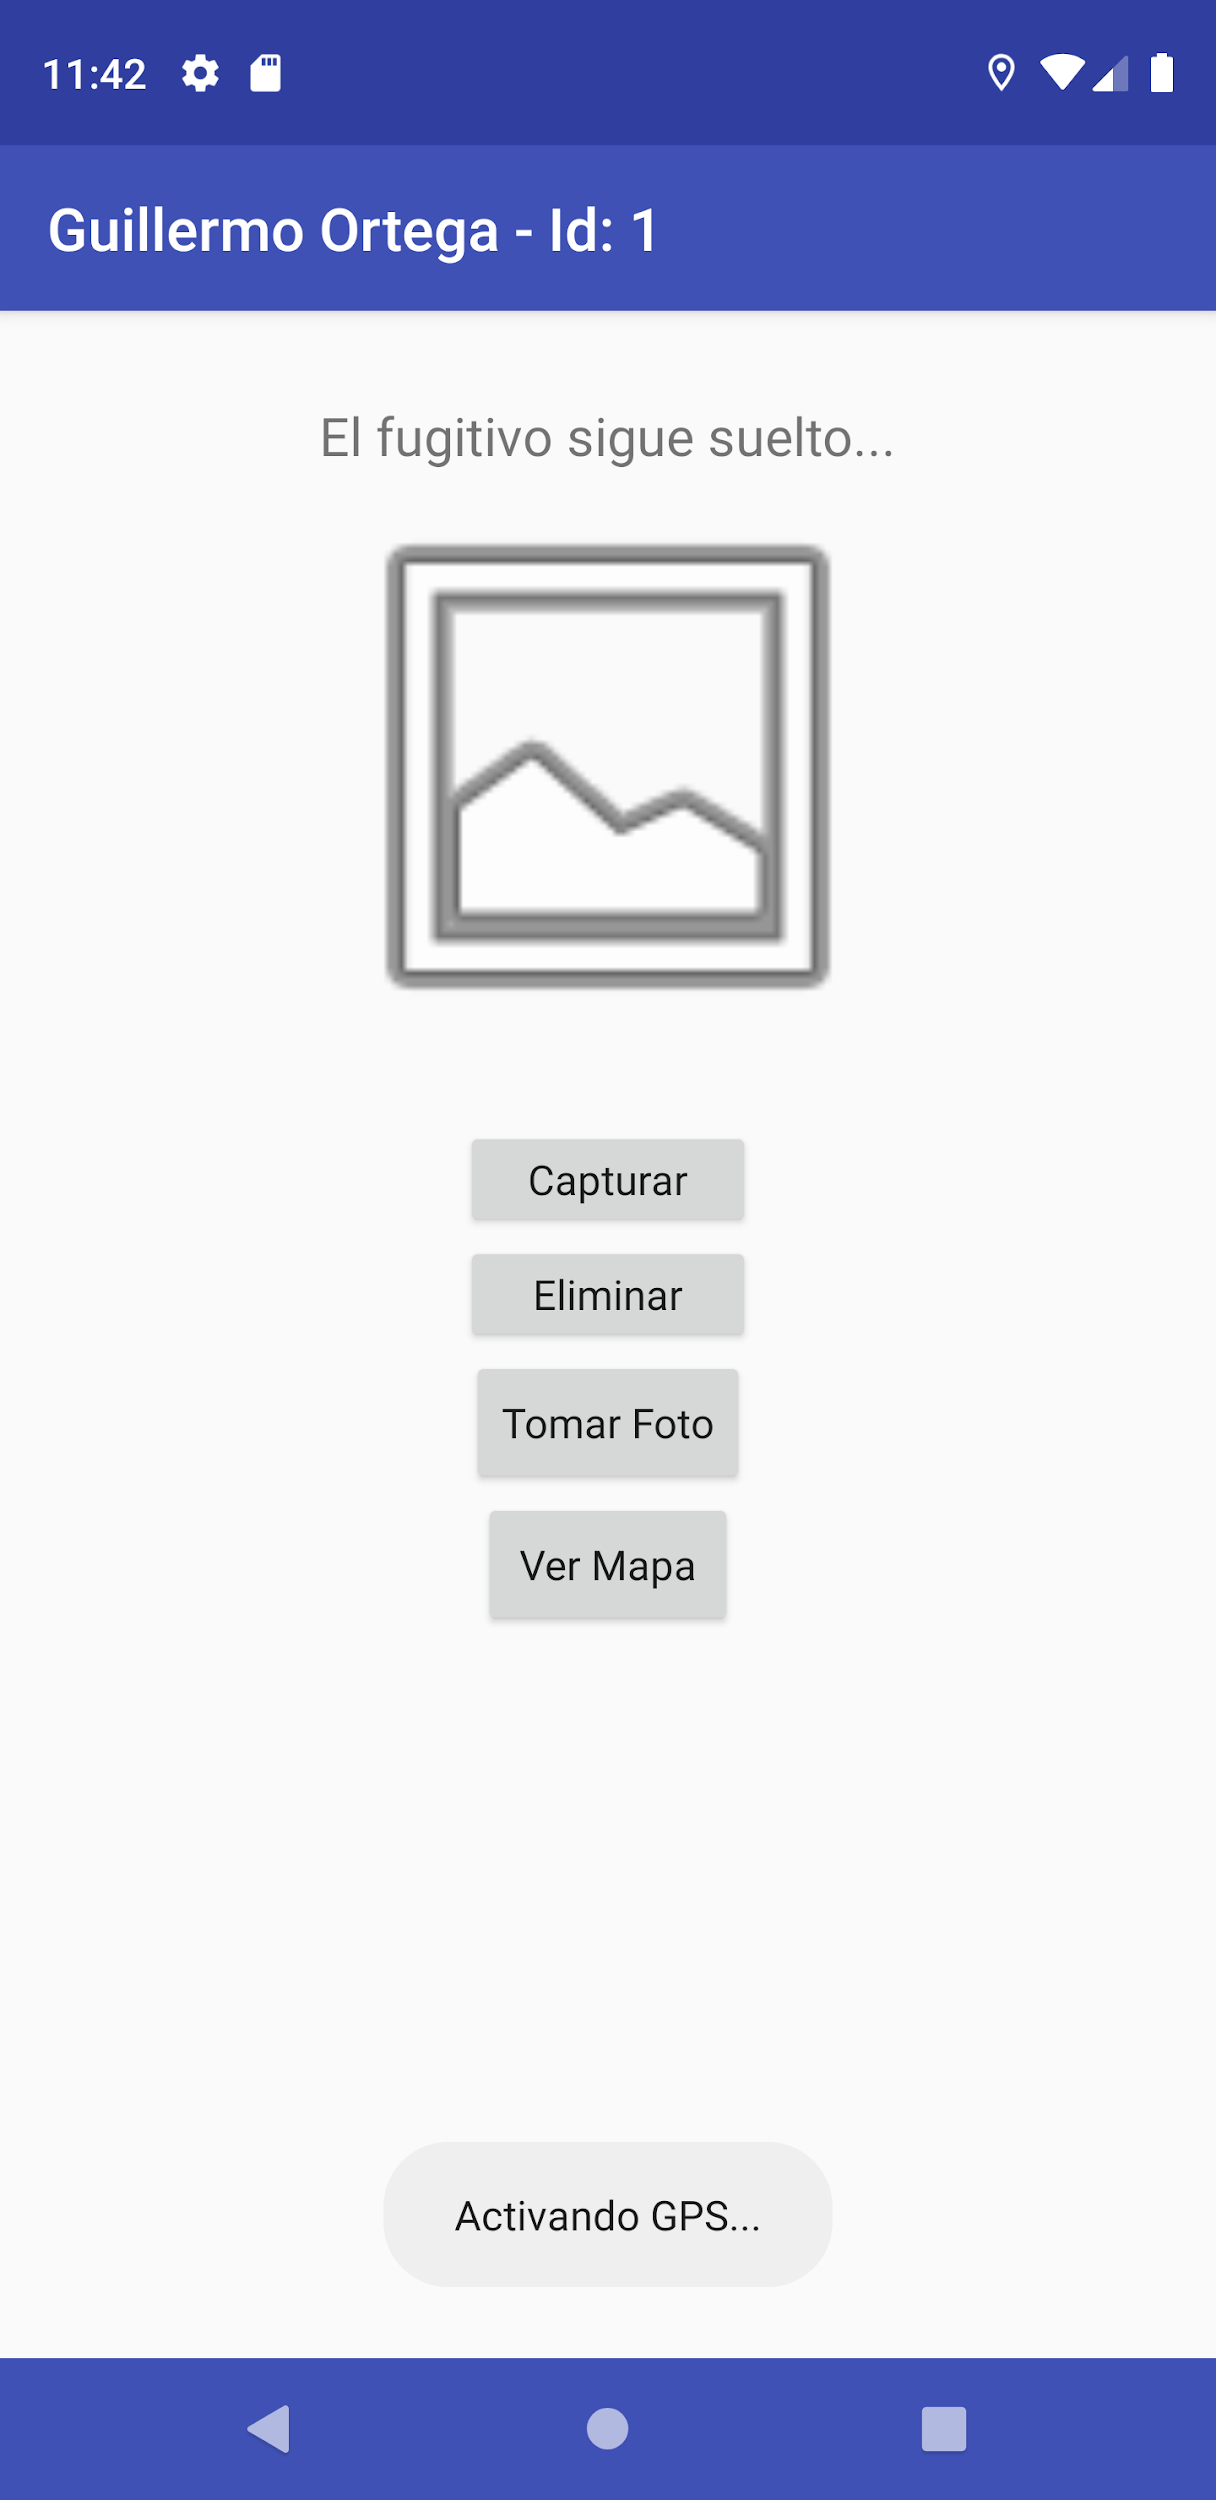 11:42
Guillermo Ortega - Id: 1
El fugitivo sigue suelto...
Capturar
Eliminar
Tomar Foto
Ver Mapa
Activando GPS...